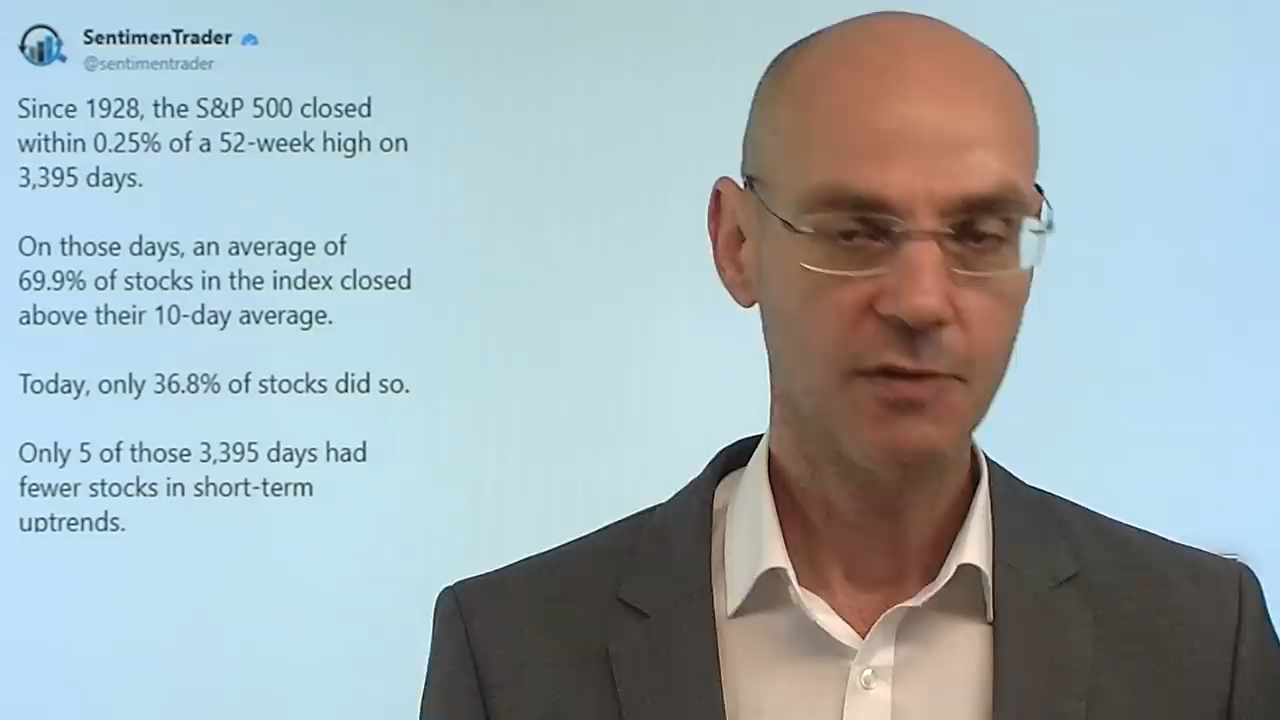 SentimenTrader
@sentimentrader
Since 1928, the S&P 500 closed
within 0.25% of a 52-week high on
3,395 days.
On those days, an average of
69.9% of stocks in the index closed
above their 10-day average.
Today, only 36.8% of stocks did so.
Only 5 of those 3,395 days had
fewer stocks in short-term
uptrends.